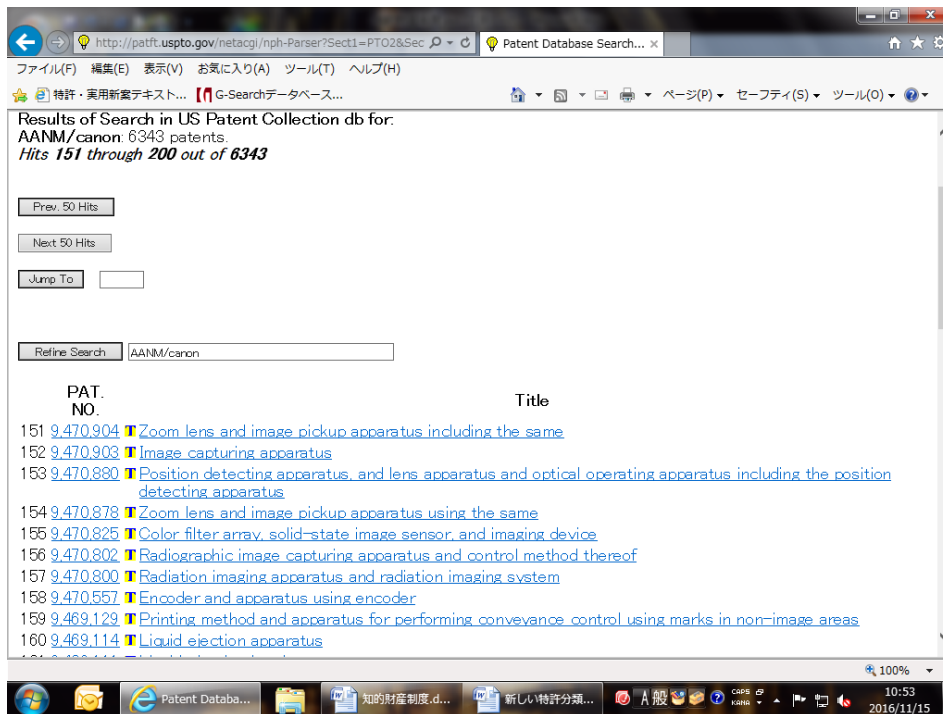 http://patft.uspto.gov/netacgi/nph-Parser?Sect1=PTO2&Sec
Patent Database Search...
ファイル(F) 編集(E) 表示(V) お気に入り(A) ツール(T) ヘルプ(H)
特許・実用新案テキスト... G-Searchデータベース...
ページ(P) セーフティ(S) ツール(O)
Results of Search in US Patent Collection db for:
AANM/canon: 6343 patents.
Hits 151 through 200 out of 6343
Prev. 50 Hits
Next 50 Hits
Jump To
Refine Search AANM/canon
PAT. NO. Title
151 9,470,904 T Zoom lens and image pickup apparatus including the same
152 9,470,903 T Image capturing apparatus
153 9,470,880 T Position detecting apparatus, and lens apparatus and optical operating apparatus including the position
detecting apparatus
154 9,470,878 T Zoom lens and image pickup apparatus using the same
155 9,470,825 T Color filter array, solid-state image sensor, and imaging device
156 9,470,802 T Radiographic image capturing apparatus and control method thereof
157 9,470,800 T Radiation imaging apparatus and radiation imaging system
158 9,470,557 T Encoder and apparatus using encoder
159 9,469,129 T Printing method and apparatus for performing conveyance control using marks in non-image areas
160 9,469,114 T Liquid ejection apparatus
100%
Patent Databa... 知的財産制度.d... 新しい特許分類... A 般 CAPS KANA 10:53
2016/11/15